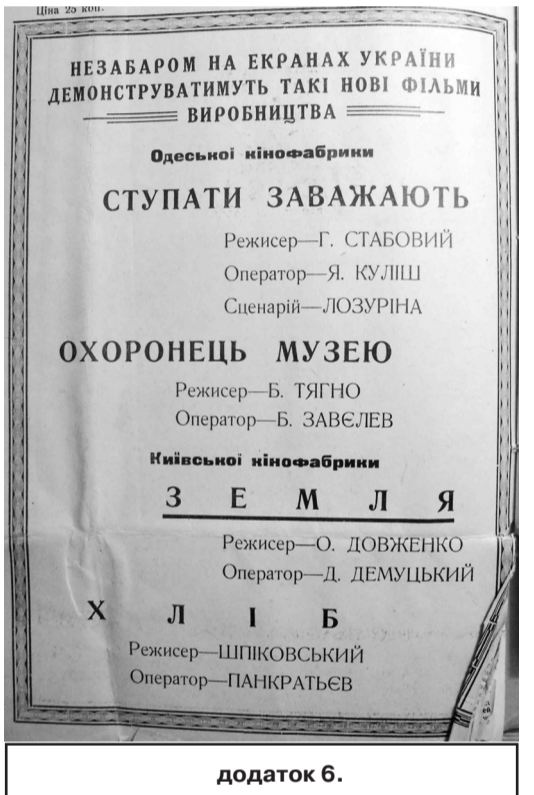 Ціна 25 коп.
НЕЗАБАРОМ НА ЕКРАНАХ УКРАЇНИ
ДЕМОНСТРУВАТИМУТЬ ТАКІ НОВІ ФІЛЬМИ
ВИРОБНИЦТВА
Одеської кінофабрики
СТУПАТИ ЗАВАЖАЮТЬ
Режисер—Г. СТАБОВИЙ
Оператор—Я. КУЛІШ
Сценарій—ЛОЗУРІНА
ОХОРОНЕЦЬ МУЗЕЮ
Режисер—Б. ТЯГНО
Оператор—Б. ЗАВЄЛЕВ
Київської кінофабрики
ЗЕМЛЯ
Режисер—О. ДОВЖЕНКО
Оператор—Д. ДЕМУЦЬКИЙ
ХЛІБ
Режисер—ШПІКОВСЬКИЙ
Оператор—ПАНКРАТЬЄВ
додаток 6.